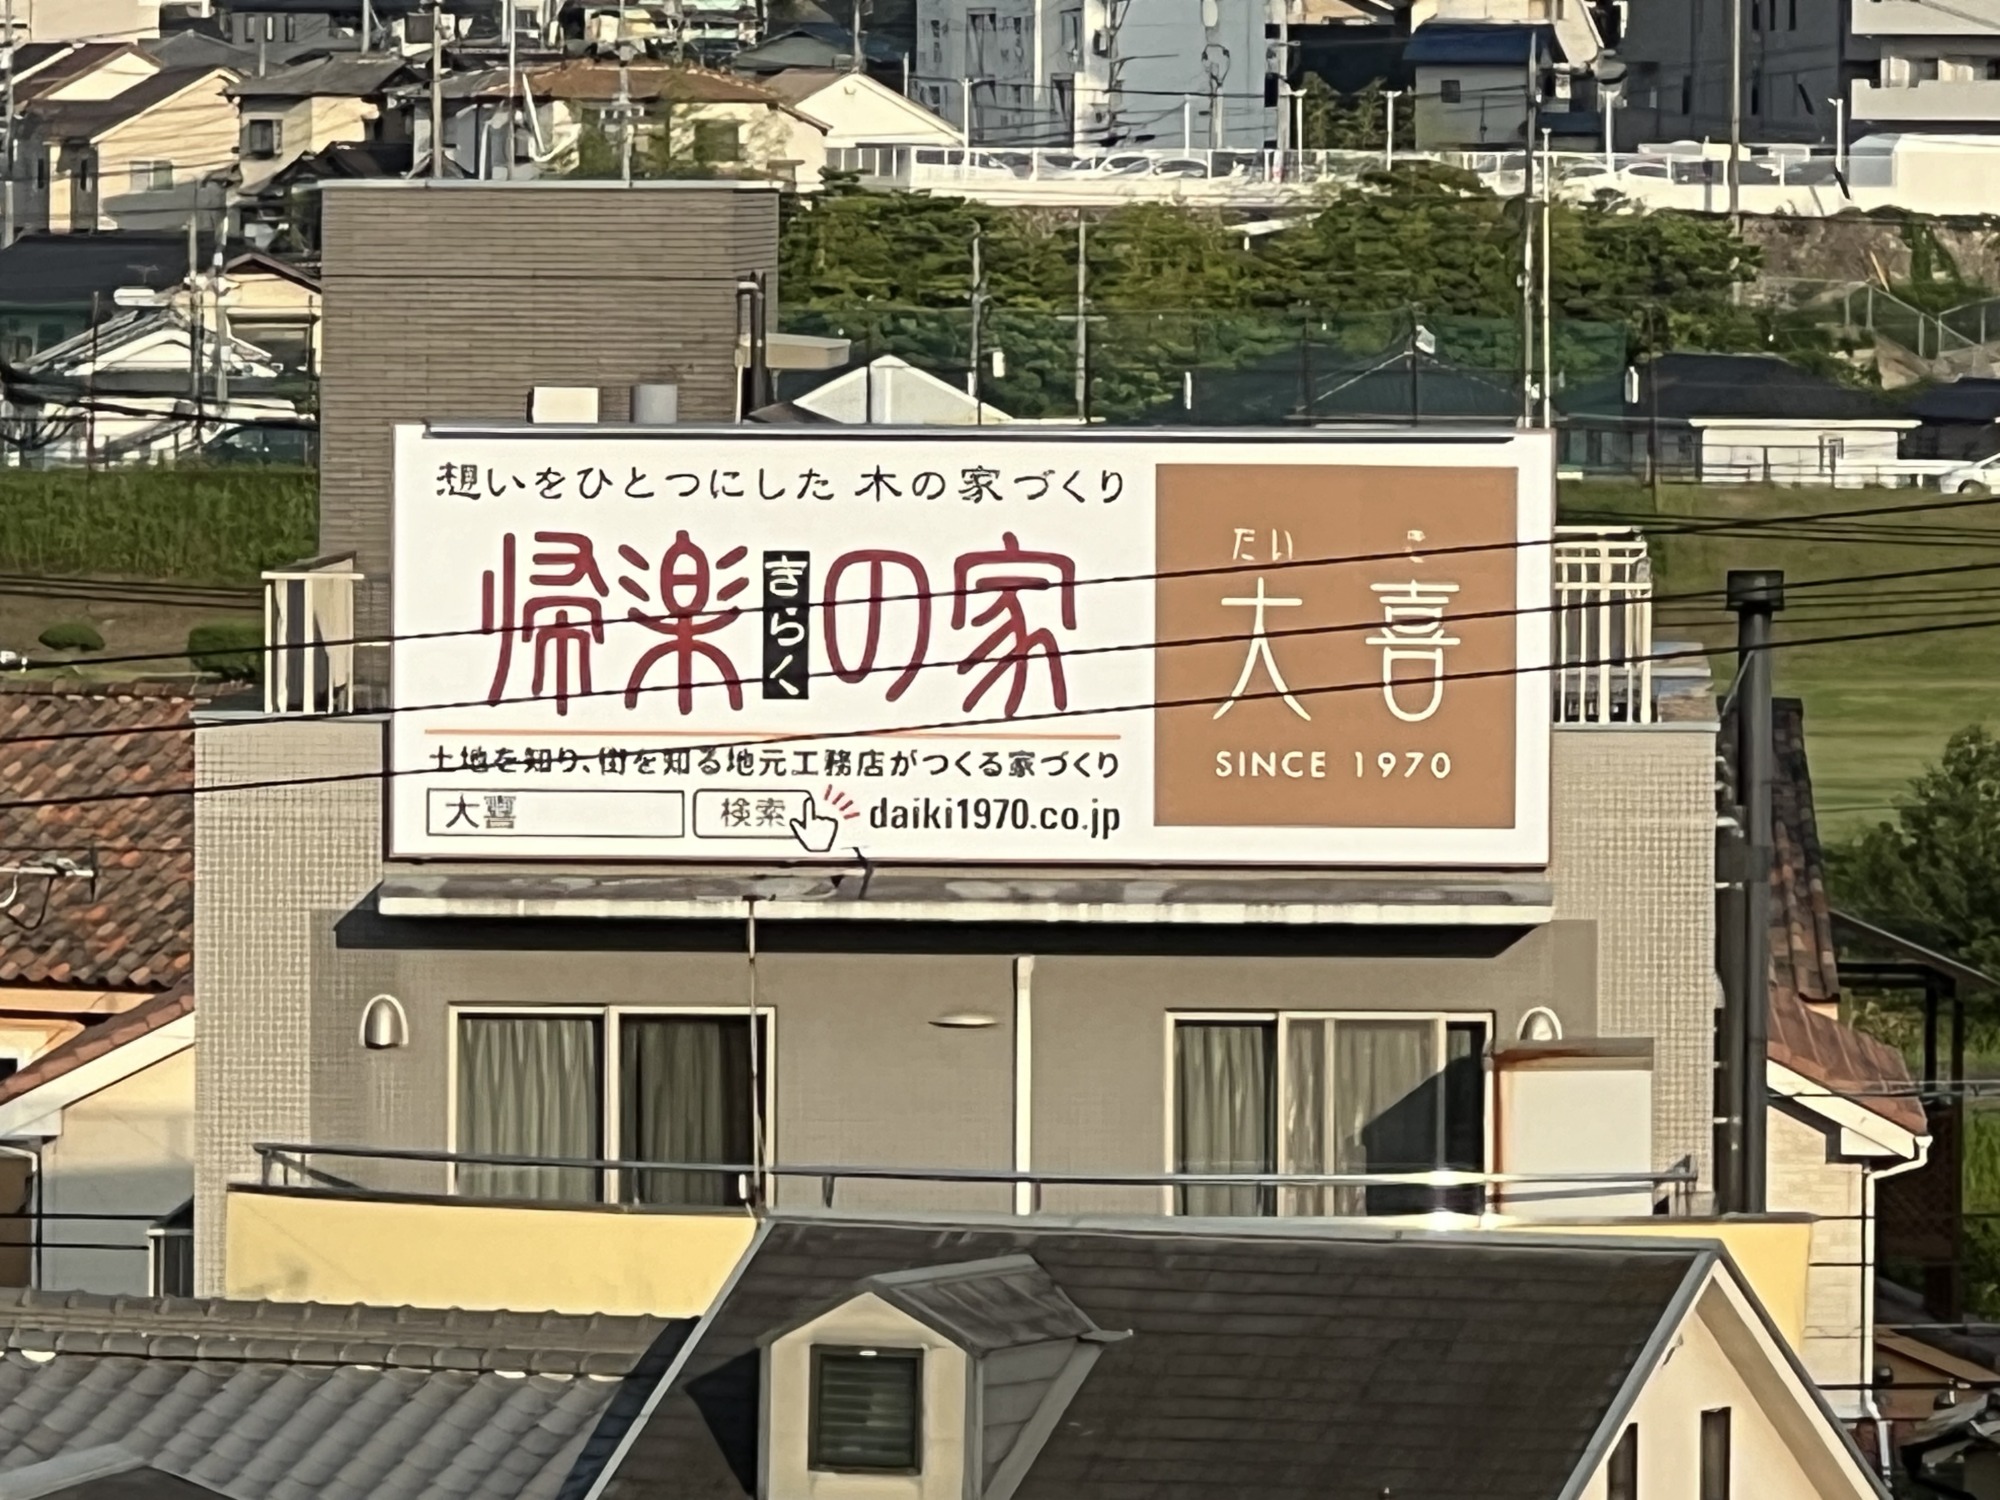 想いをひとつにした 木の家づくり
帰楽の家
きらく
土地を知り、街を知る地元工務店がつくる家づくり
大喜 検索 daiki1970.co.jp
たい き
大喜
SINCE 1970